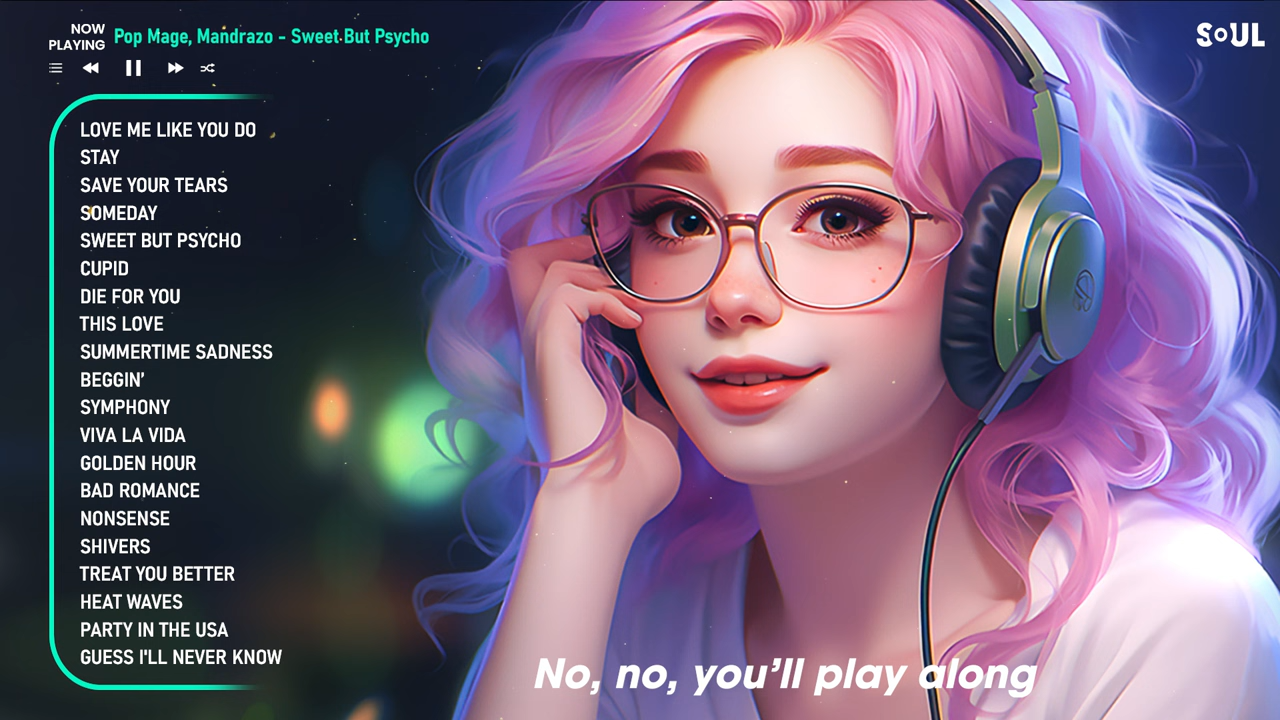 NOW
PLAYING
Pop Mage, Mandrazo - Sweet But Psycho
SOUL
LOVE ME LIKE YOU DO
STAY
SAVE YOUR TEARS
SOMEDAY
SWEET BUT PSYCHO
CUPID
DIE FOR YOU
THIS LOVE
SUMMERTIME SADNESS
BEGGIN'
SYMPHONY
VIVA LA VIDA
GOLDEN HOUR
BAD ROMANCE
NONSENSE
SHIVERS
TREAT YOU BETTER
HEAT WAVES
PARTY IN THE USA
GUESS I'LL NEVER KNOW
No, no, you'll play along